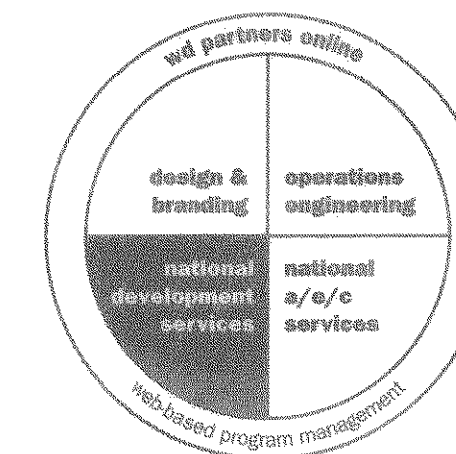 wd partners online
design &
branding
operations
engineering
national
development
services
national
a/e/c
services
web-based program management